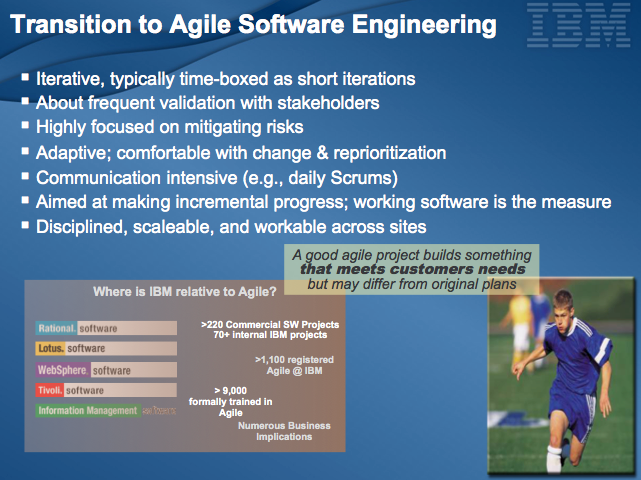 Transition to Agile Software Engineering
IBM
Iterative, typically time-boxed as short iterations
About frequent validation with stakeholders
Highly focused on mitigating risks
Adaptive; comfortable with change & reprioritization
Communication intensive (e.g., daily Scrums)
Aimed at making incremental progress; working software is the measure
Disciplined, scaleable, and workable across sites
A good agile project builds something
that meets customers needs
but may differ from original plans
Where is IBM relative to Agile?
Rational. software
Lotus. software
WebSphere. software
Tivoli. software
Information Management
>220 Commercial SW Projects
70+ internal IBM projects
>1,100 registered
Agile @ IBM
> 9,000
formally trained in
Agile
Numerous Business
Implications